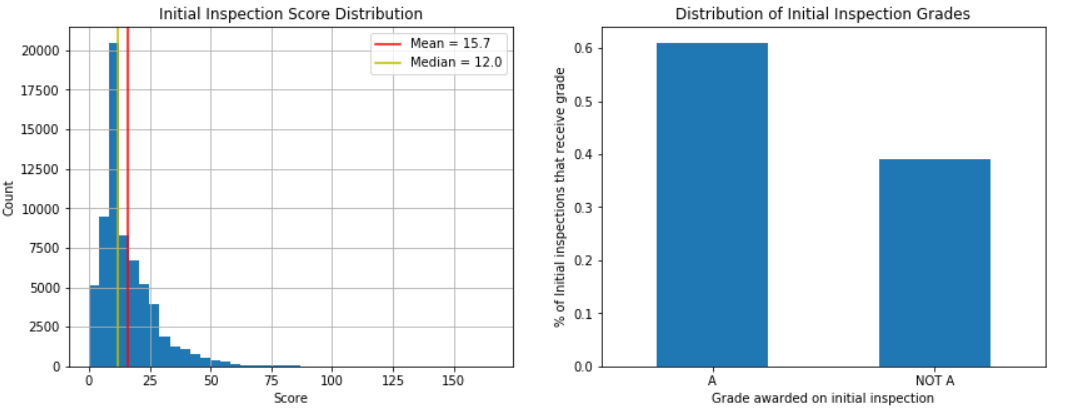 Initial Inspection Score Distribution
Mean = 15.7
Median = 12.0
20000
17500
15000
12500
10000
7500
5000
2500
0
Count
0 25 50 75 100 125 150
Score
Distribution of Initial Inspection Grades
0.6
0.5
0.4
0.3
0.2
0.1
0.0
% of Initial inspections that receive grade
A NOT A
Grade awarded on initial inspection